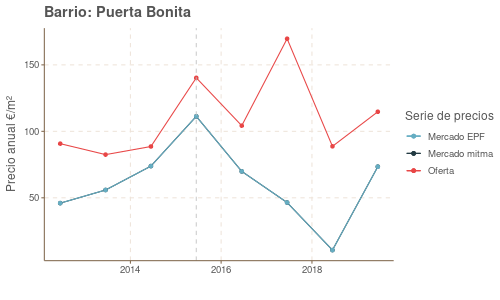 Barrio: Puerta Bonita
Precio anual €/m²
150
100
50
2014
2016
2018
Serie de precios
Mercado EPF
Mercado mitma
Oferta